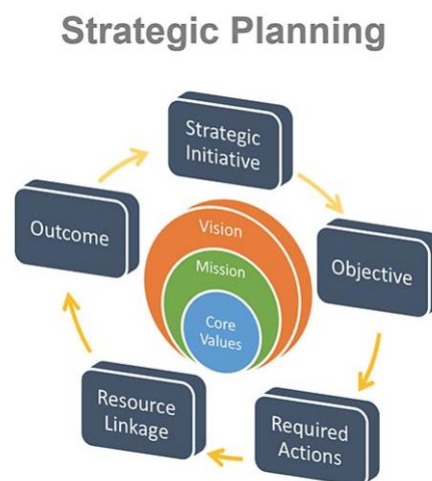 Strategic Planning
Strategic
Initiative
Objective
Required
Actions
Resource
Linkage
Outcome
Vision
Mission
Core
Values